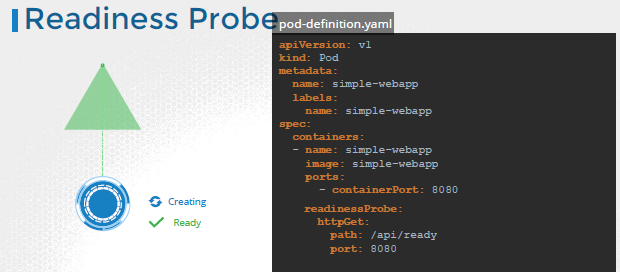 Readiness Probe
pod-definition.yaml
apiVersion: v1
kind: Pod
metadata:
  name: simple-webapp
  labels:
    name: simple-webapp
spec:
  containers:
  - name: simple-webapp
    image: simple-webapp
    ports:
      - containerPort: 8080
    readinessProbe:
      httpGet:
        path: /api/ready
        port: 8080
Creating
Ready